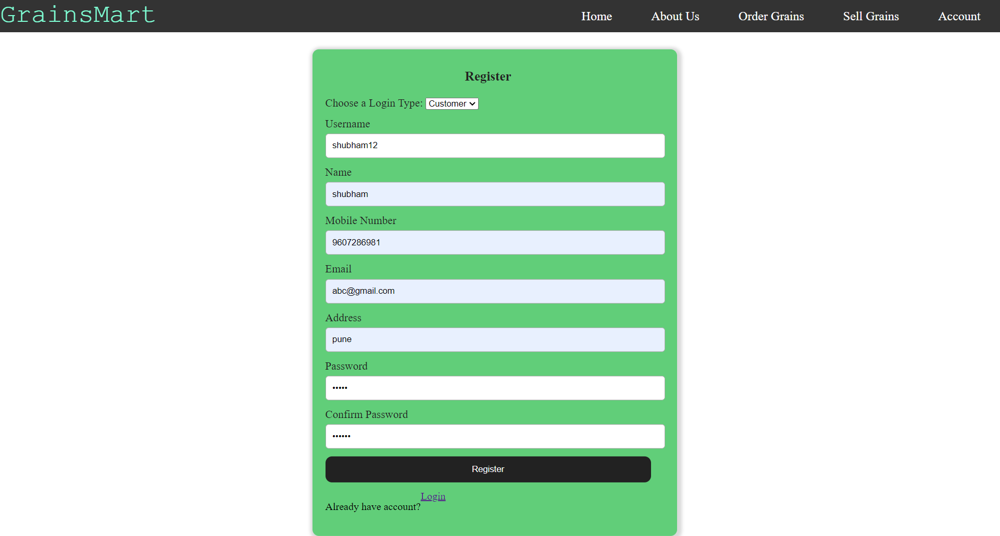 GrainsMart Home About Us Order Grains Sell Grains Account
Register
Choose a Login Type: Customer
Username
shubham12
Name
shubham
Mobile Number
9607286981
Email
abc@gmail.com
Address
pune
Password
•••••
Confirm Password
••••••
Register
Already have account? Login